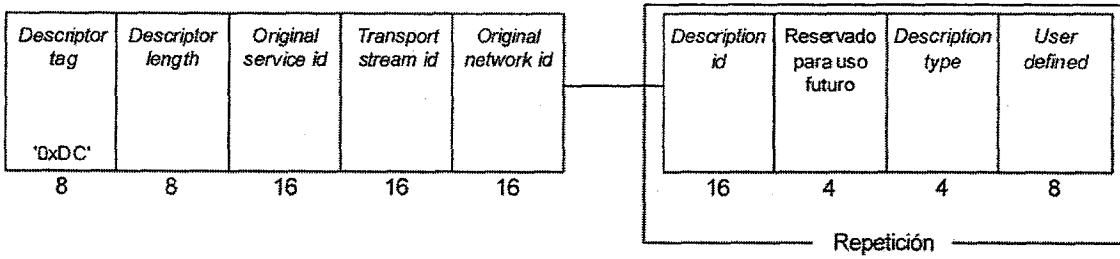 Descriptor
tag
'0xDC'
8
Descriptor
length
8
Original
service id
16
Transport
stream id
16
Original
network id
16
Description
id
16
Reservado
para uso
futuro
4
Description
type
4
User
defined
8
Repetición